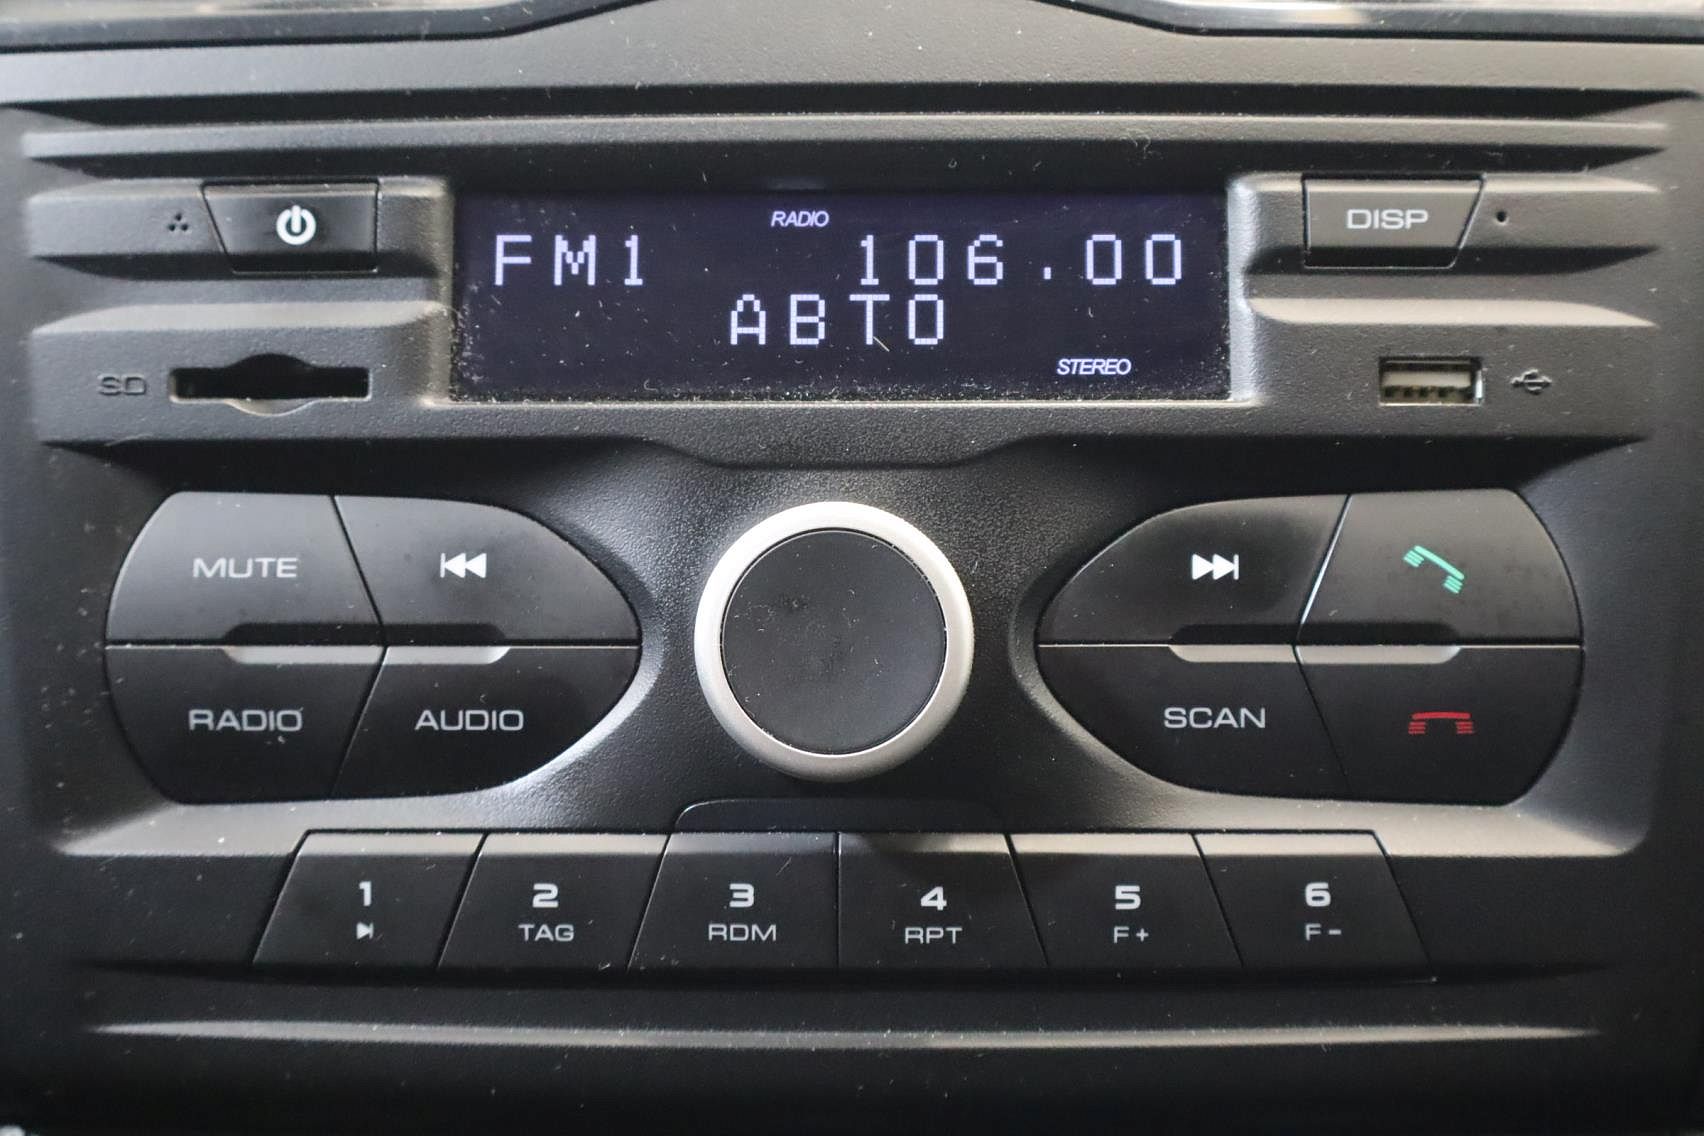 RADIO
FM1 106.00
АВТО
STEREO
DISP
SD
MUTE
RADIO
AUDIO
SCAN
1
2
TAG
3
RDM
4
RPT
5
F+
6
F-